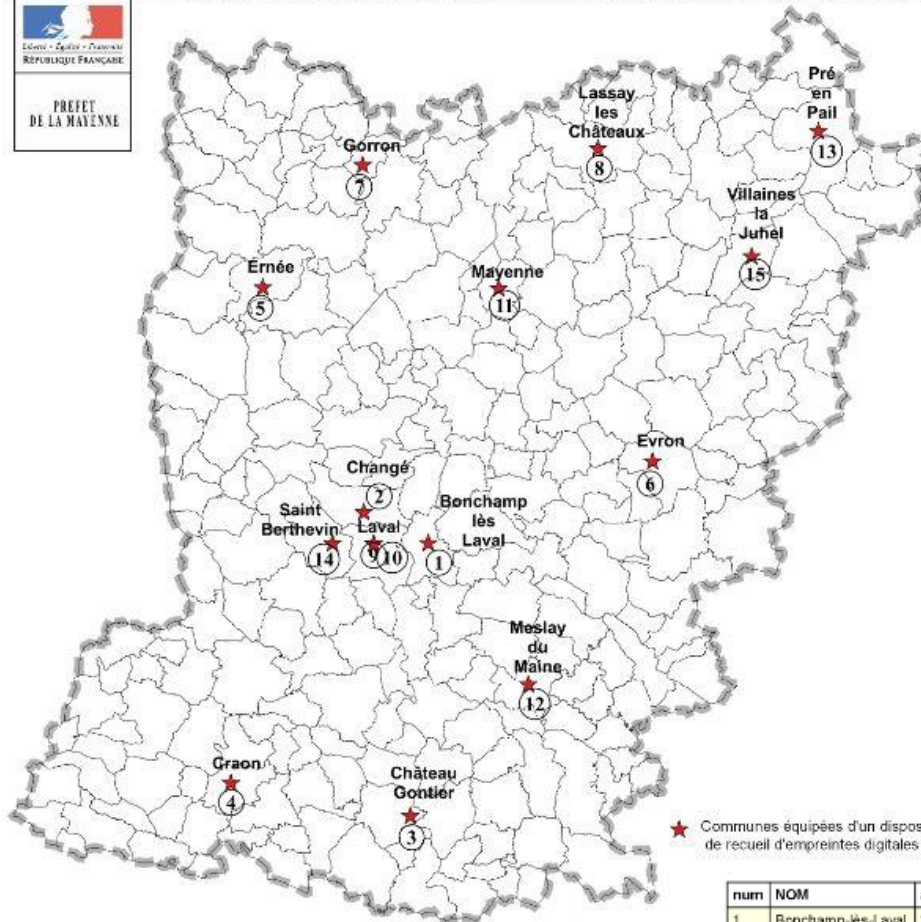 Liberté • Égalité • Fraternité
RÉPUBLIQUE FRANÇAISE
PREFET
DE LA MAYENNE
Pré
en
Pail
13
Lassay
les
Châteaux
8
Gorron
7
Villaines
la
Juhel
15
Ernée
5
Mayenne
11
Evron
6
Changé
2
Bonchamp
lès
Laval
1
Saint
Berthevin
14
Laval
9
10
Meslay
du
Maine
12
Craon
4
Château
Gontier
3
Communes équipées d'un dispos
de recueil d'empreintes digitales
num NOM
1 Bonchamp-lès-Laval